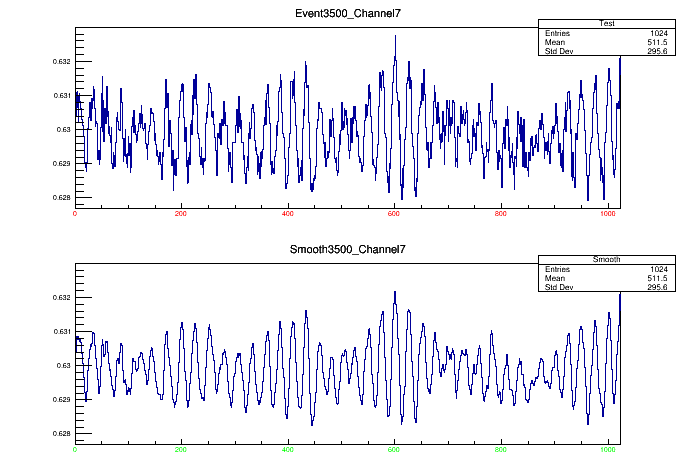 Event3500_Channel7
Test
Entries 1024
Mean 511.5
Std Dev 295.6
0.632
0.631
0.63
0.629
0.628
0 200 400 600 800 1000
Smooth3500_Channel7
Smooth
Entries 1024
Mean 511.5
Std Dev 295.6
0.632
0.631
0.63
0.629
0.628
0 200 400 600 800 1000